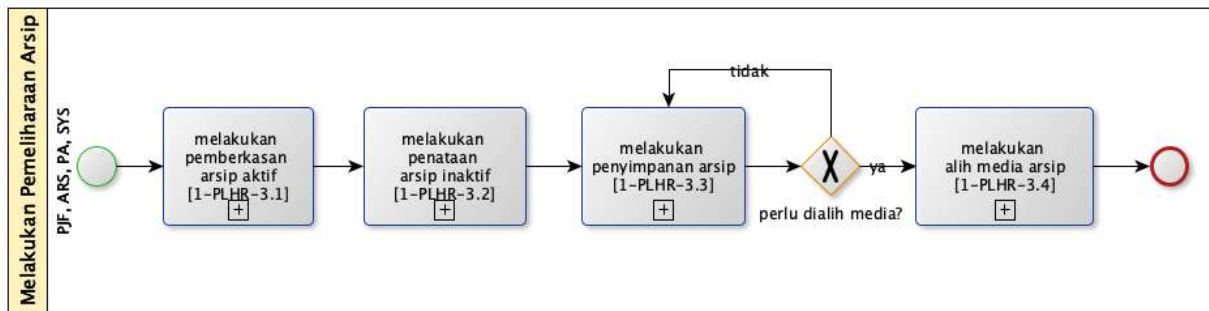 Melakukan Pemeliharaan Arsip
PJF, ARS, PA, SYS
melakukan
pemberkasan
arsip aktif
[1-PLHR-3.1]
melakukan
penataan
arsip inaktif
[1-PLHR-3.2]
melakukan
penyimpanan arsip
[1-PLHR-3.3]
tidak
ya
perlu dialih media?
melakukan
alih media arsip
[1-PLHR-3.4]